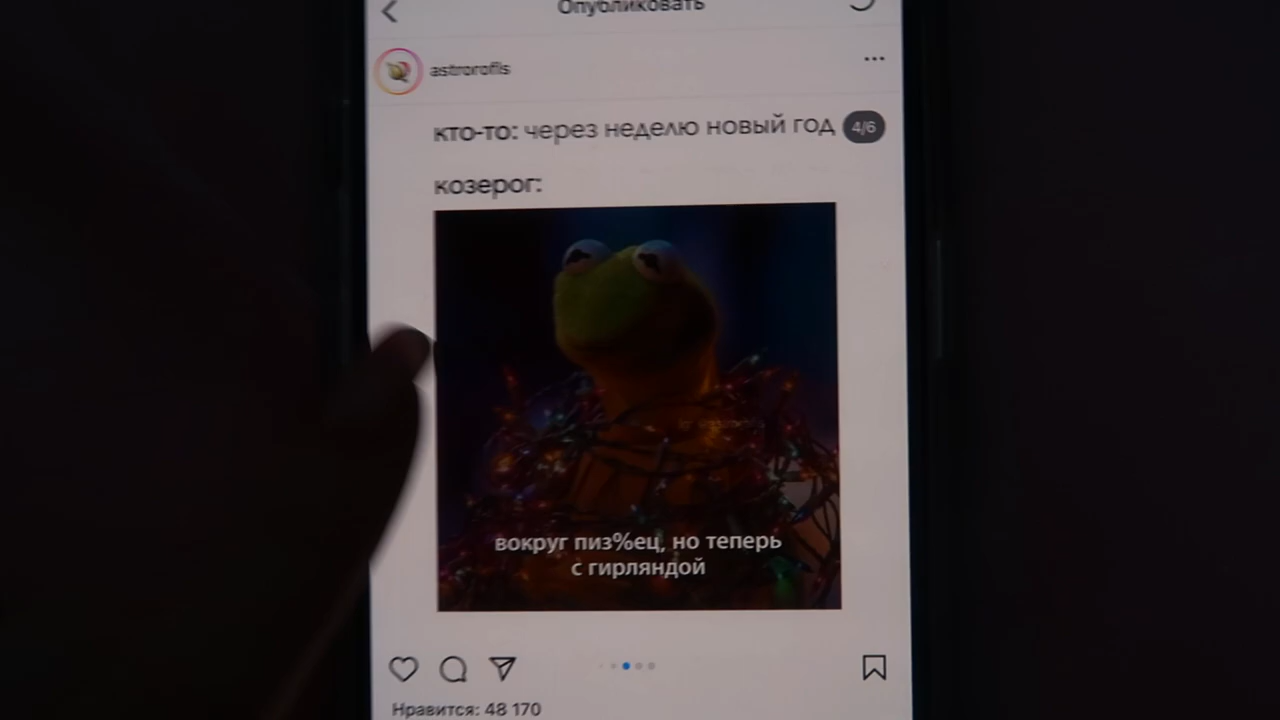 Опубликовать
astrorofls
кто-то: через неделю новый год
4/6
козерог:
вокруг пиз%ец, но теперь
с гирляндой
Нравится: 48 170